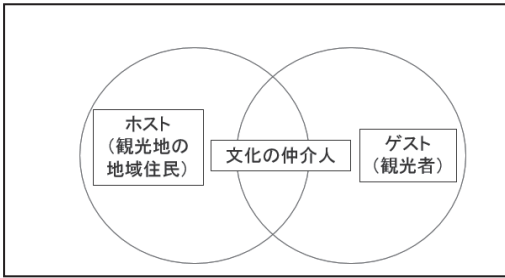 ホスト
（観光地の
地域住民）
文化の仲介人
ゲスト
（観光者）